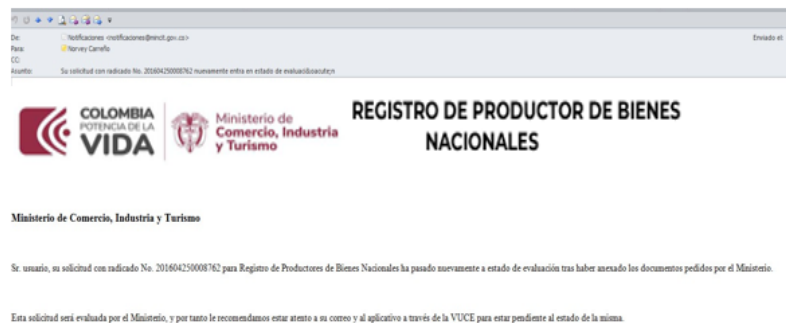 De: Notificaciones <notificaciones@mincit.gov.co> Enviado el:
Para: Norvey Carreño
CC:
Asunto: Su solicitud con radicado No. 201604250008762 nuevamente entra en estado de evaluaci&oacute;n
COLOMBIA
POTENCIA DE LA
VIDA
Ministerio de
Comercio, Industria
y Turismo
REGISTRO DE PRODUCTOR DE BIENES
NACIONALES
Ministerio de Comercio, Industria y Turismo
Sr. usuario, su solicitud con radicado No. 201604250008762 para Registro de Productores de Bienes Nacionales ha pasado nuevamente a estado de evaluación tras haber anexado los documentos pedidos por el Ministerio.
Esta solicitud será evaluada por el Ministerio, y por tanto le recomendamos estar atento a su correo y al aplicativo a través de la VUCE para estar pendiente al estado de la misma.